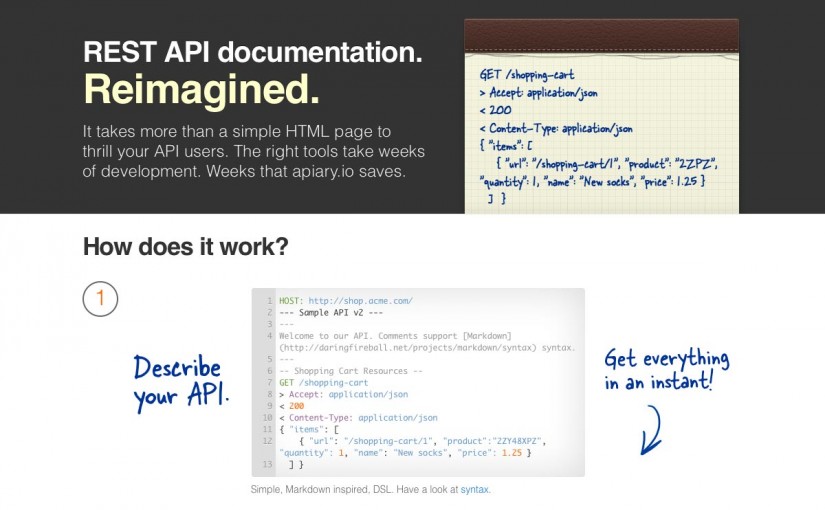 REST API documentation.
Reimagined.
It takes more than a simple HTML page to
thrill your API users. The right tools take weeks
of development. Weeks that apiary.io saves.
GET /shopping-cart
> Accept: application/json
< 200
< Content-Type: application/json
{ "items": [
{ "url": "/shopping-cart/1", "product": "2ZPZ",
"quantity": 1, "name": "New socks", "price": 1.25 }
] }
How does it work?
1
Describe
your API.
1 HOST: http://shop.acme.com/
2 --- Sample API v2 ---
3 ---
4 Welcome to our API. Comments support [Markdown]
(http://daringfireball.net/projects/markdown/syntax) syntax.
5 ---
6 -- Shopping Cart Resources --
7 GET /shopping-cart
8 > Accept: application/json
9 < 200
10 < Content-Type: application/json
11 { "items": [
12 { "url": "/shopping-cart/1", "product":"2ZY48XPZ",
"quantity": 1, "name": "New socks", "price": 1.25 }
13 ] }
Simple, Markdown inspired, DSL. Have a look at syntax.
Get everything
in an instant!